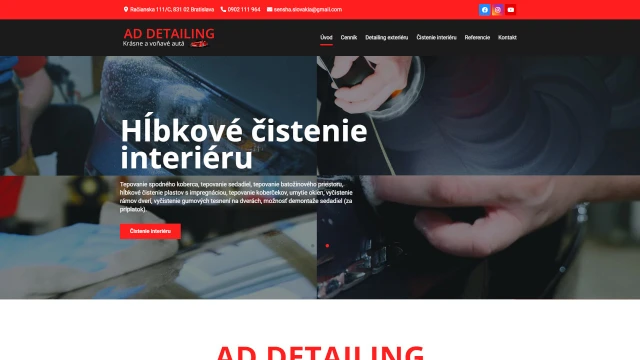 Račianska 111/C, 831 02 Bratislava 0902 111 964 sensha.slovakia@gmail.com
AD DETAILING
Krásne a voňavé autá
Úvod Cenník Detailing exteriéru Čistenie interiéru Referencie Kontakt
Hĺbkové čistenie
interiéru
Tepovanie spodného koberca, tepovanie sedadiel, tepovanie batožinového priestoru,
hĺbkové čistenie plastov s impregnáciou, tepovanie koberčekov, umytie okien, vyčistenie
rámov dverí, vyčistenie gumových tesnení na dverách, možnosť demontaže sedadiel (za
príplatok).
Čistenie interiéru
AD DETAILING